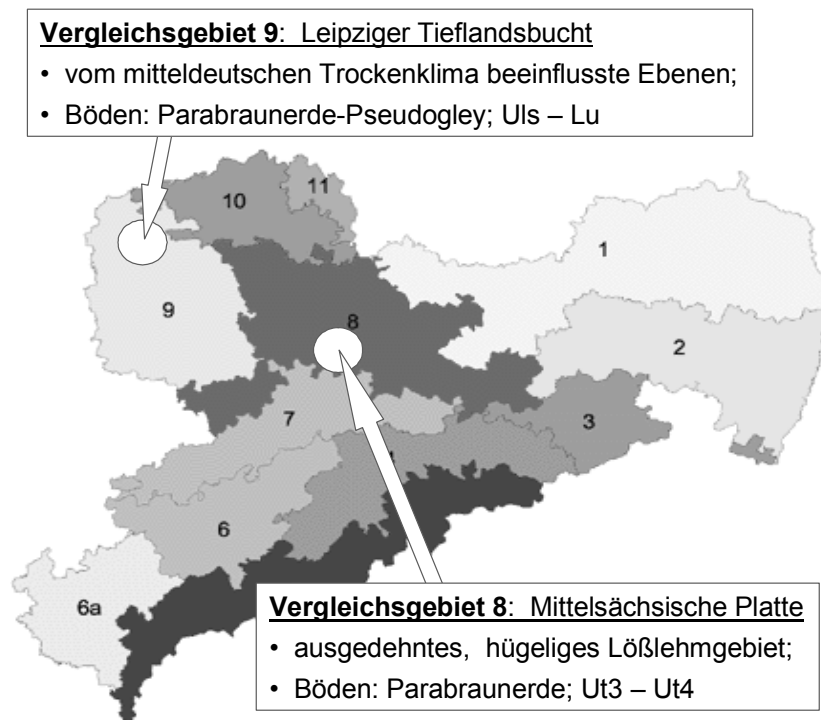 Vergleichsgebiet 9: Leipziger Tieflandsbucht
• vom mitteldeutschen Trockenklima beeinflusste Ebenen;
• Böden: Parabraunerde-Pseudogley; Uls – Lu
11
10
1
9
8
2
7
3
6
6a
Vergleichsgebiet 8: Mittelsächsische Platte
• ausgedehntes, hügeliges Lößlehmgebiet;
• Böden: Parabraunerde; Ut3 – Ut4